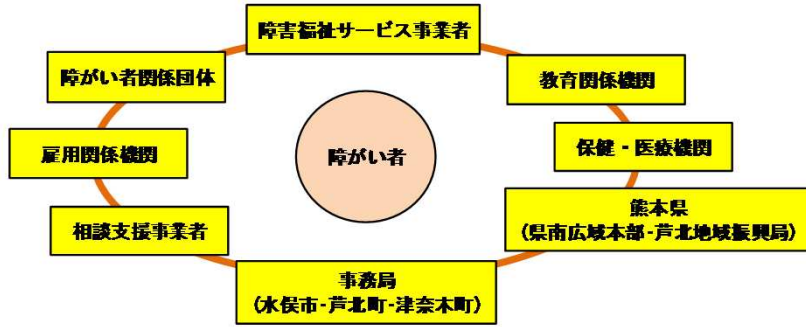 障害福祉サービス事業者
障がい者関係団体
教育関係機関
雇用関係機関
障がい者
保健・医療機関
相談支援事業者
熊本県
(県南広域本部-芦北地域振興局)
事務局
(水俣市-芦北町-津奈木町)